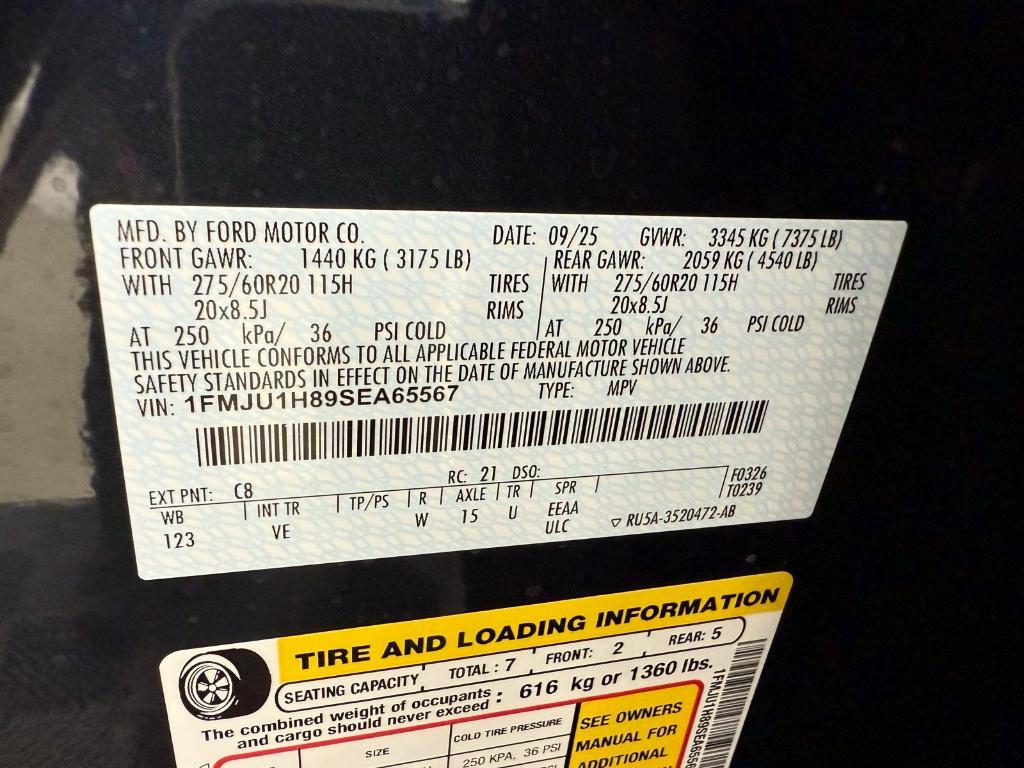 MFD. BY FORD MOTOR CO. DATE: 09/25 GVWR: 3345 KG ( 7375 LB)
FRONT GAWR: 1440 KG ( 3175 LB) REAR GAWR: 2059 KG ( 4540 LB)
WITH 275/60R20 115H TIRES WITH 275/60R20 115H TIRES
20x8.5J RIMS 20x8.5J RIMS
AT 250 kPa/ 36 PSI COLD AT 250 kPa/ 36 PSI COLD
THIS VEHICLE CONFORMS TO ALL APPLICABLE FEDERAL MOTOR VEHICLE
SAFETY STANDARDS IN EFFECT ON THE DATE OF MANUFACTURE SHOWN ABOVE.
VIN: 1FMJU1H89SEA65567 TYPE: MPV
EXT PNT: C8 RC: 21 DSO: F0326
WB INT TR TP/PS R AXLE TR SPR T0239
123 VE W 15 U EEAA
ULC ▽ RU5A-3520472-AB
TIRE AND LOADING INFORMATION
SEATING CAPACITY TOTAL : 7 FRONT: 2 REAR: 5
The combined weight of occupants : 616 kg or 1360 lbs.
and cargo should never exceed
SIZE COLD TIRE PRESSURE SEE OWNERS
250 KPA, 36 PSI MANUAL FOR
ADDITIONAL